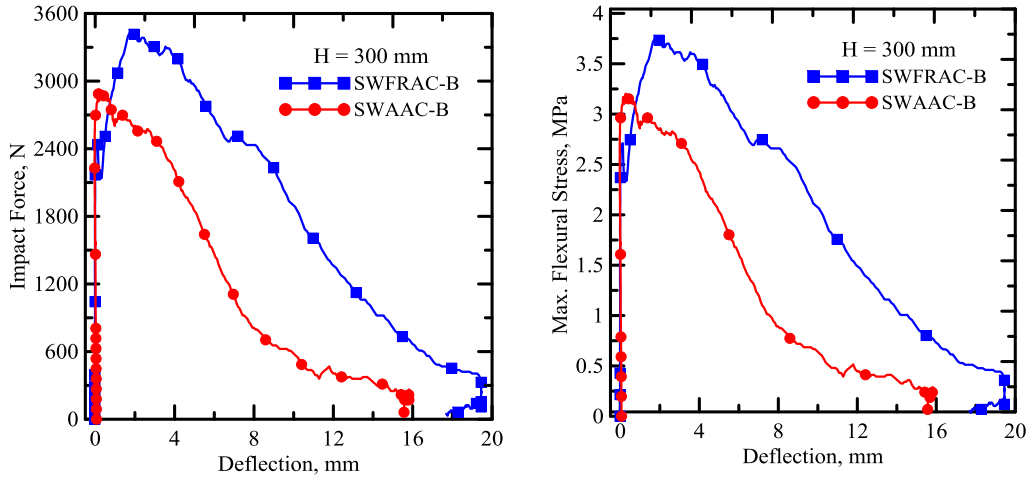 3600
3000
2400
1800
1200
600
0
Impact Force, N
H = 300 mm
SWFRAC-B
SWAAC-B
0 4 8 12 16 20
Deflection, mm
4
3.5
3
2.5
2
1.5
1
0.5
0
Max. Flexural Stress, MPa
H = 300 mm
SWFRAC-B
SWAAC-B
0 4 8 12 16 20
Deflection, mm